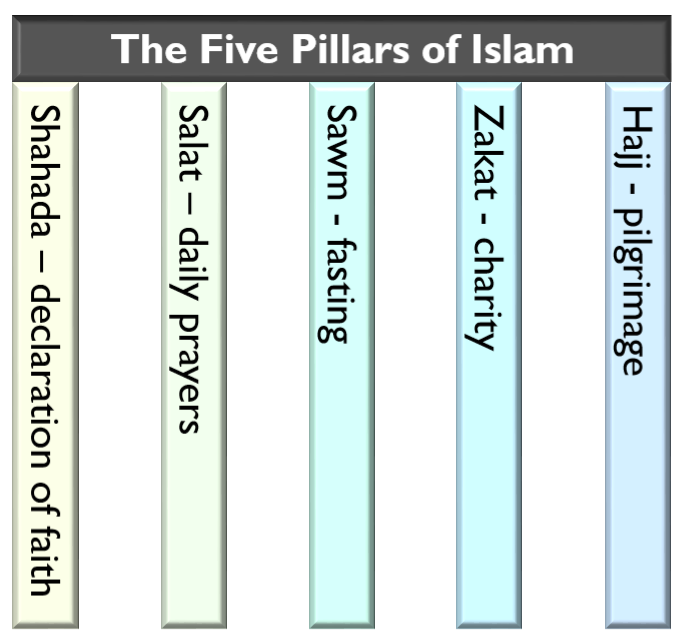 The Five Pillars of Islam
Shahada – declaration of faith
Salat – daily prayers
Sawm - fasting
Zakat - charity
Hajj - pilgrimage